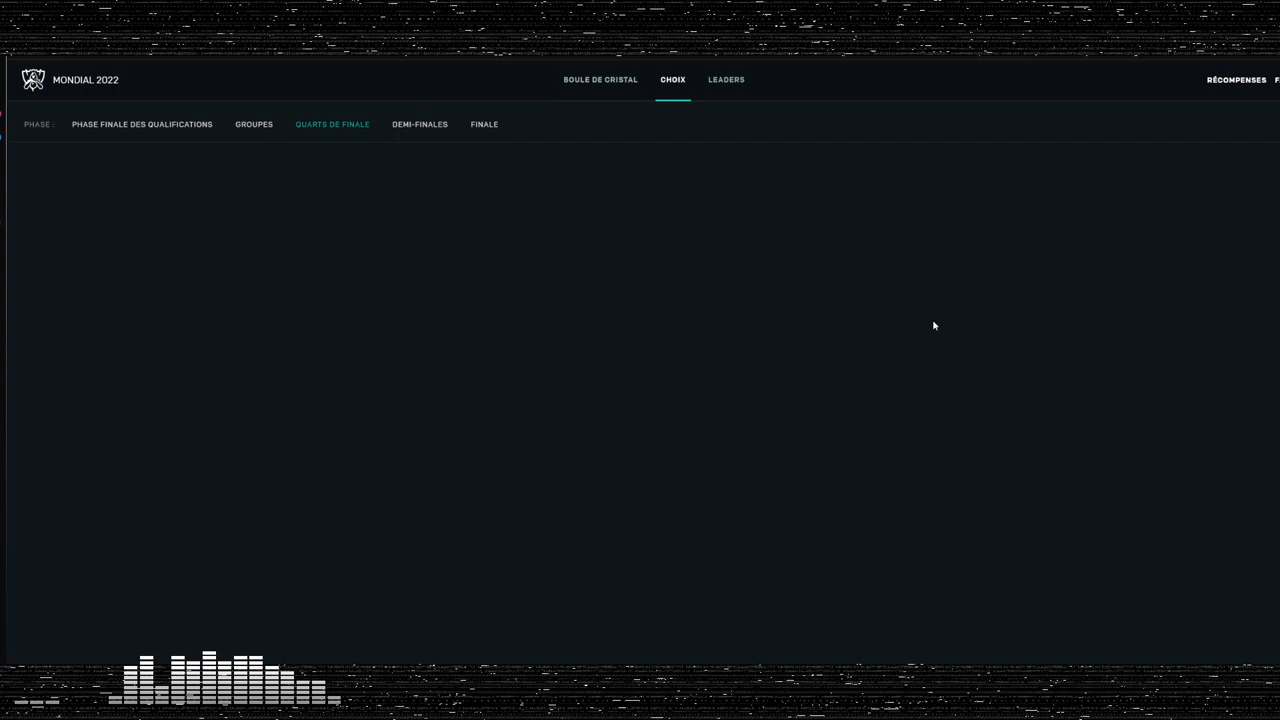 MONDIAL 2022
BOULE DE CRISTAL CHOIX LEADERS
RÉCOMPENSES
PHASE : PHASE FINALE DES QUALIFICATIONS GROUPES QUARTS DE FINALE DEMI-FINALES FINALE